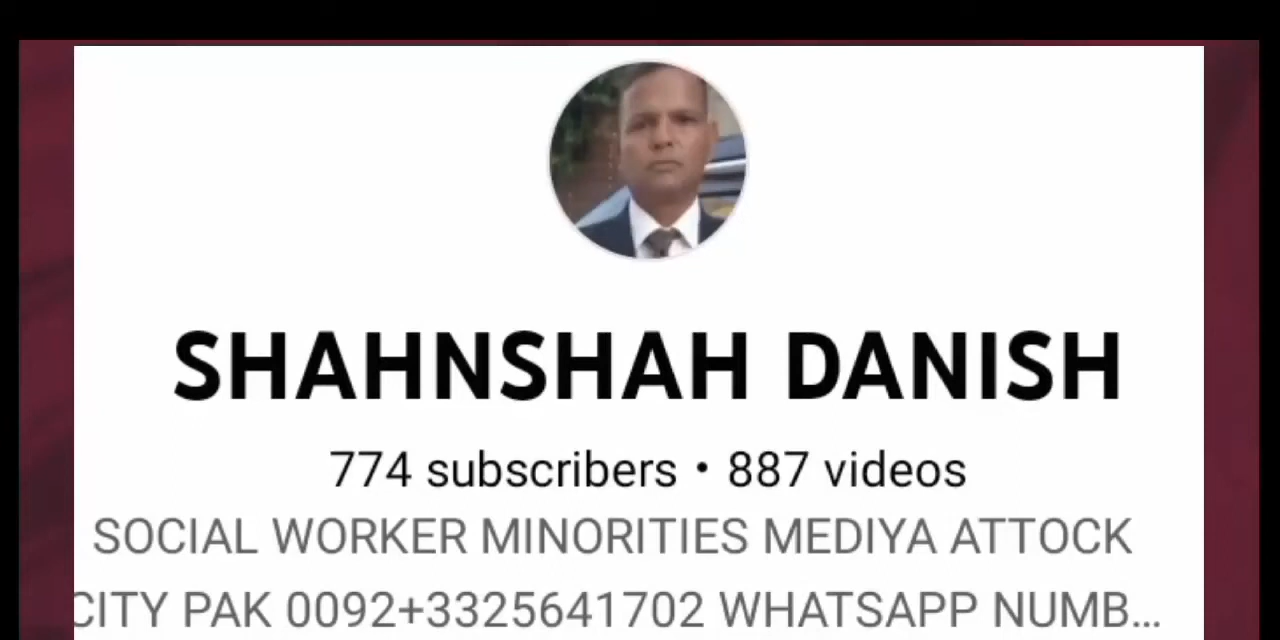 SHAHNSHAH DANISH
774 subscribers • 887 videos
SOCIAL WORKER MINORITIES MEDIYA ATTOCK
CITY PAK 0092+3325641702 WHATSAPP NUMB...